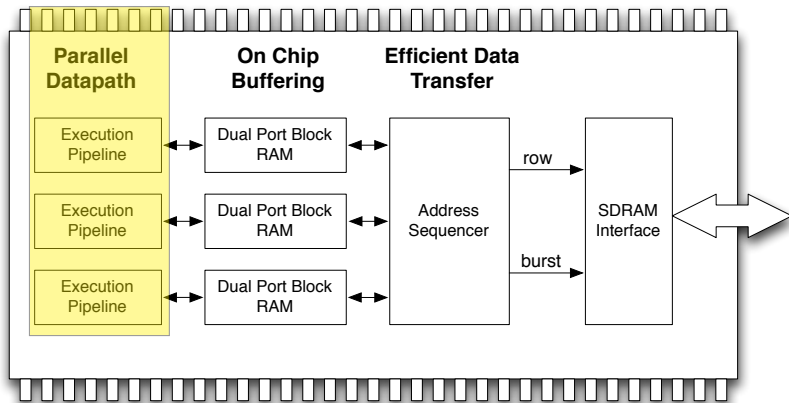 Parallel
Datapath
On Chip
Buffering
Efficient Data
Transfer
Execution
Pipeline
Dual Port Block
RAM
Execution
Pipeline
Dual Port Block
RAM
Execution
Pipeline
Dual Port Block
RAM
Address
Sequencer
row
burst
SDRAM
Interface